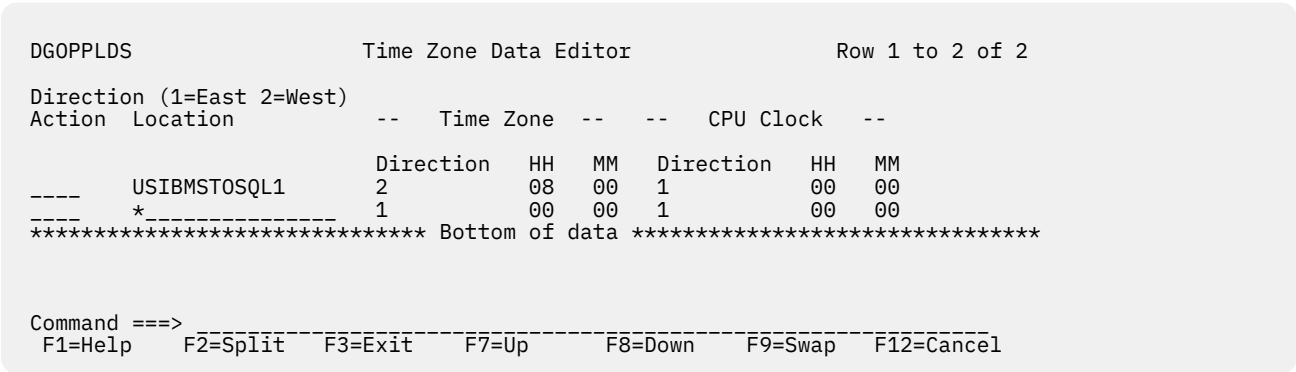 DGOPPLDS                  Time Zone Data Editor                Row 1 to 2 of 2
Direction (1=East 2=West)
Action  Location           --   Time Zone  --   --   CPU Clock   --
                           Direction   HH   MM   Direction   HH   MM
____    USIBMSTOSQL1       2           08   00   1           00   00
____    *_______________   1           00   00   1           00   00
******************************* Bottom of data ********************************
Command ===> ______________________________________________________________
 F1=Help    F2=Split   F3=Exit    F7=Up      F8=Down    F9=Swap   F12=Cancel